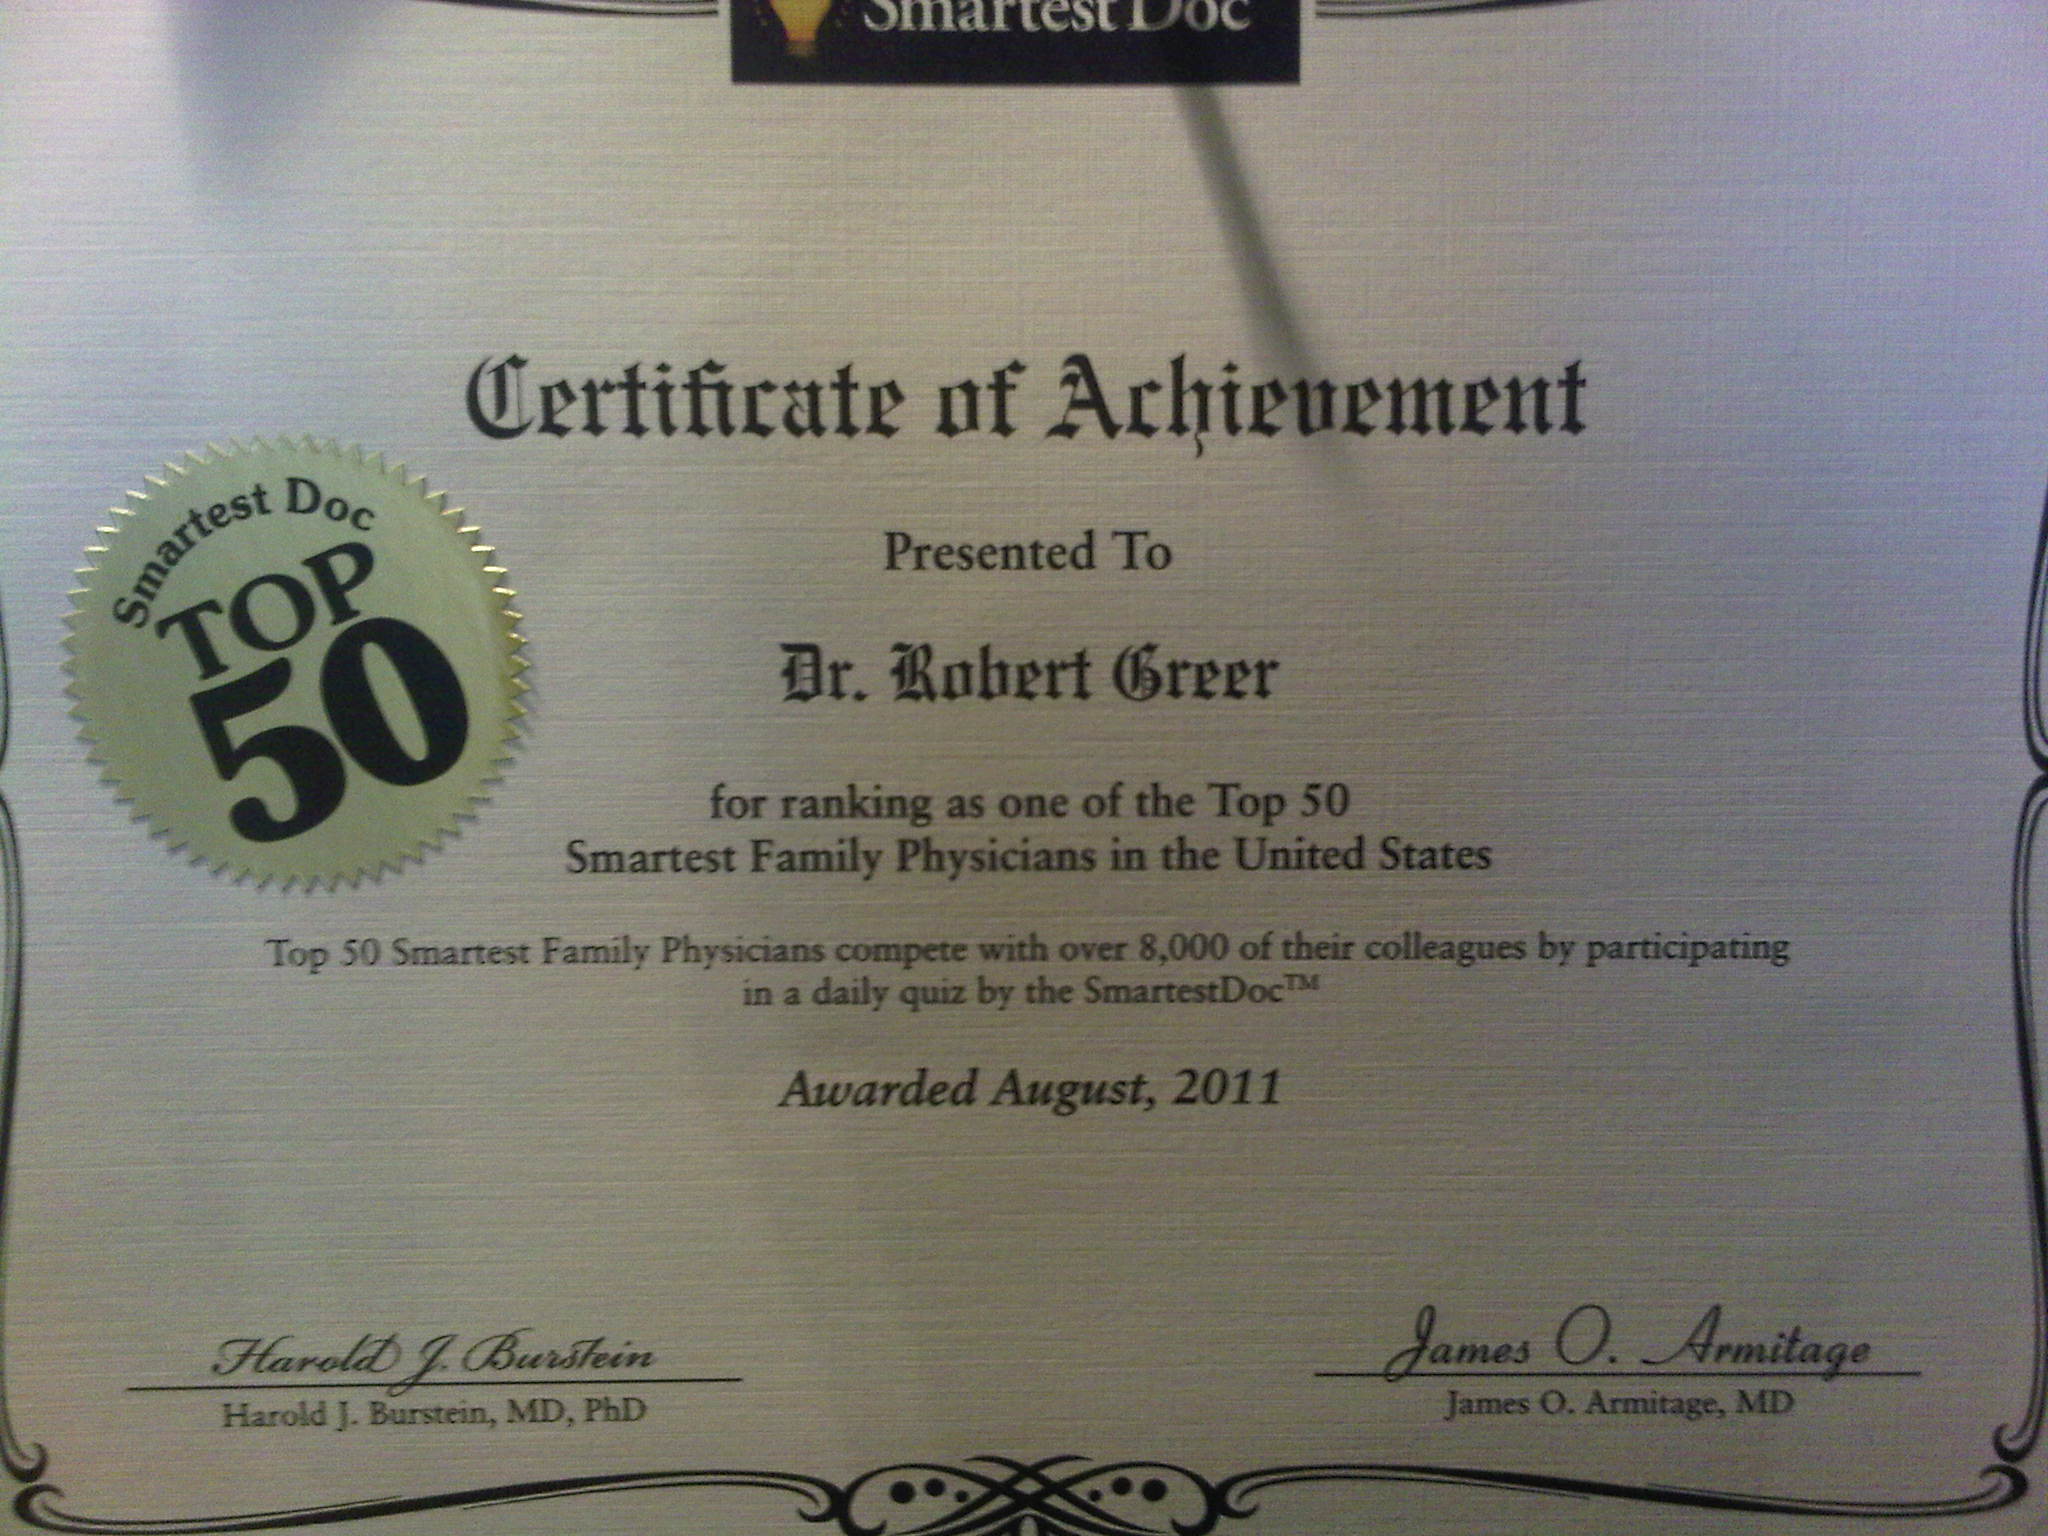 Smartest Doc
Certificate of Achievement
Smartest Doc
TOP
50
Presented To
Dr. Robert Greer
for ranking as one of the Top 50
Smartest Family Physicians in the United States
Top 50 Smartest Family Physicians compete with over 8,000 of their colleagues by participating
in a daily quiz by the SmartestDoc™
Awarded August, 2011
Harold J. Burstein
Harold J. Burstein, MD, PhD
James O. Armitage
James O. Armitage, MD